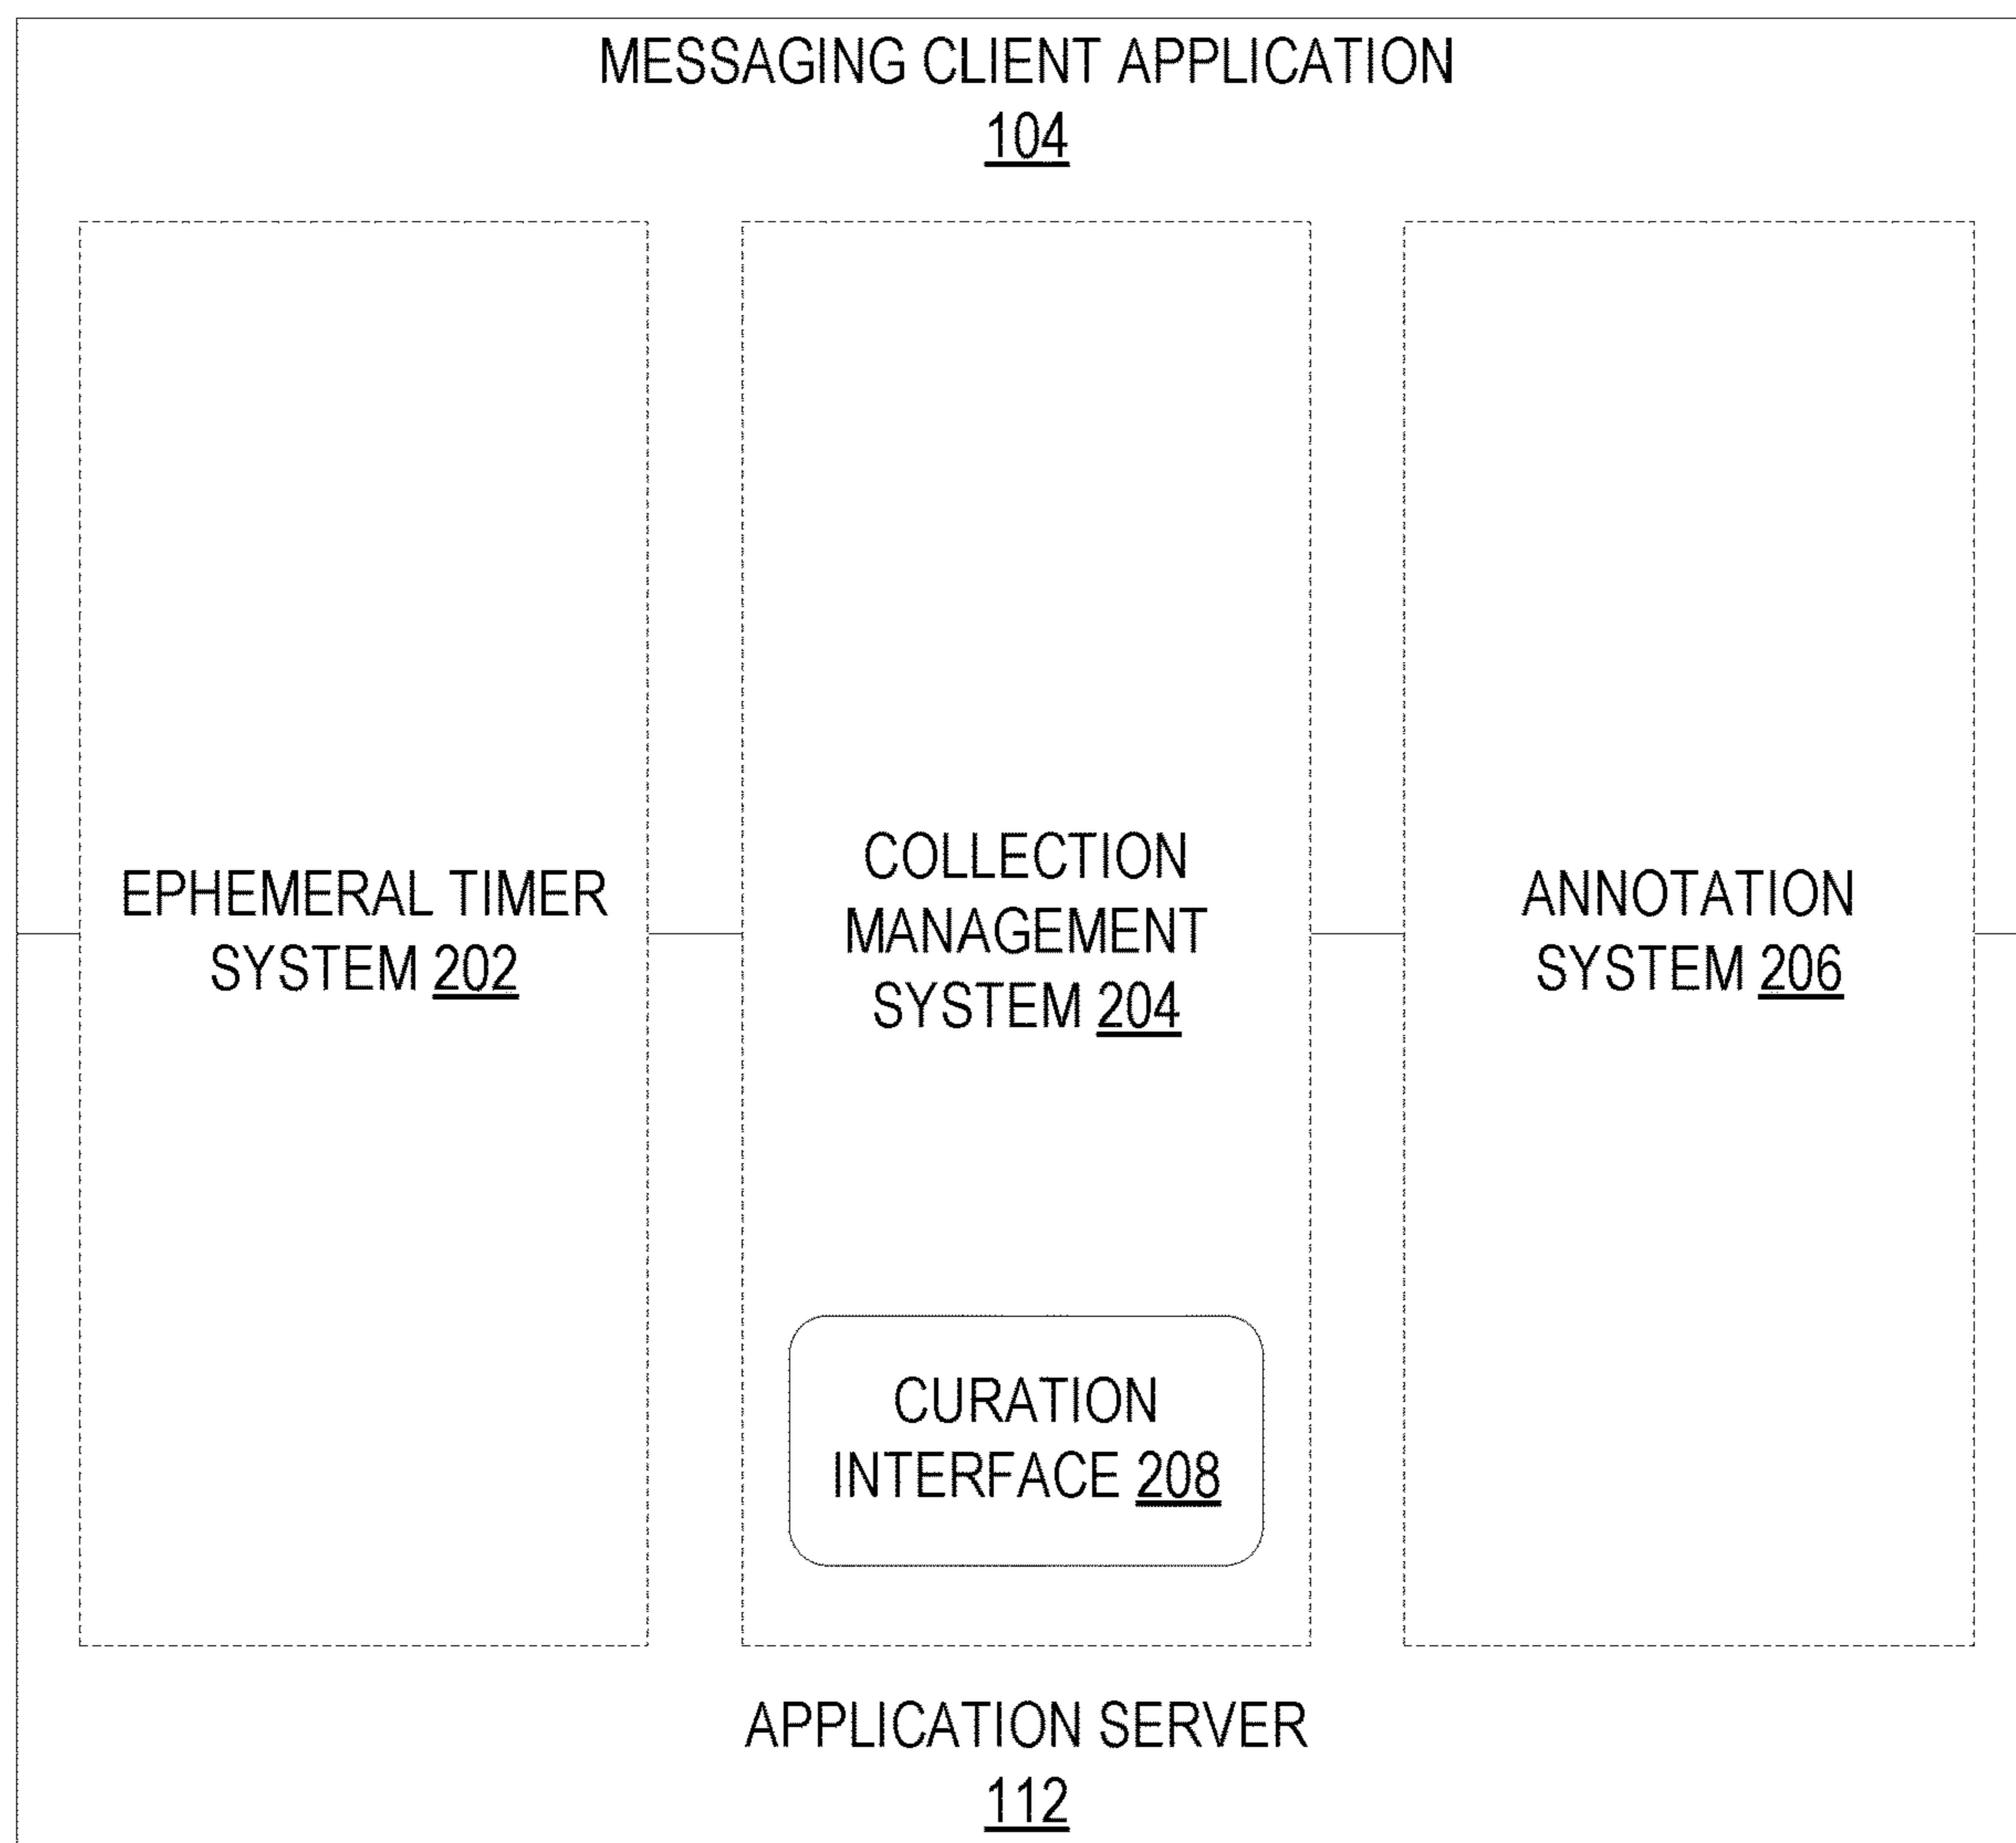 MESSAGING CLIENT APPLICATION
104
EPHEMERAL TIMER
SYSTEM 202
COLLECTION
MANAGEMENT
SYSTEM 204
ANNOTATION
SYSTEM 206
CURATION
INTERFACE 208
APPLICATION SERVER
112